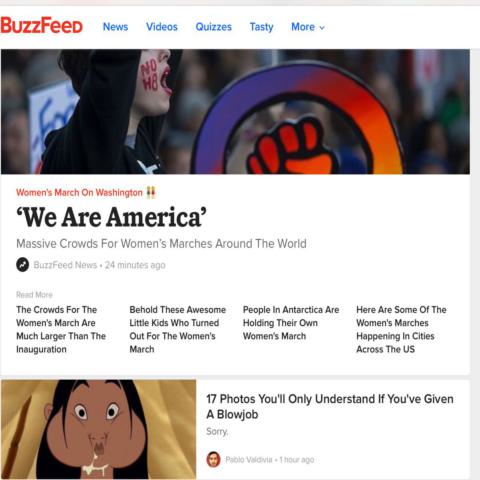 BuzzFeed News Videos Quizzes Tasty More
NO
HO
Women's March On Washington
‘We Are America’
Massive Crowds For Women’s Marches Around The World
BuzzFeed News • 24 minutes ago
Read More
The Crowds For The
Women's March Are
Much Larger Than The
Inauguration
Behold These Awesome
Little Kids Who Turned
Out For The Women's
March
People In Antarctica Are
Holding Their Own
Women's March
Here Are Some Of The
Women's Marches
Happening In Cities
Across The US
17 Photos You'll Only Understand If You've Given
A Blowjob
Sorry.
Pablo Valdivia • 1 hour ago